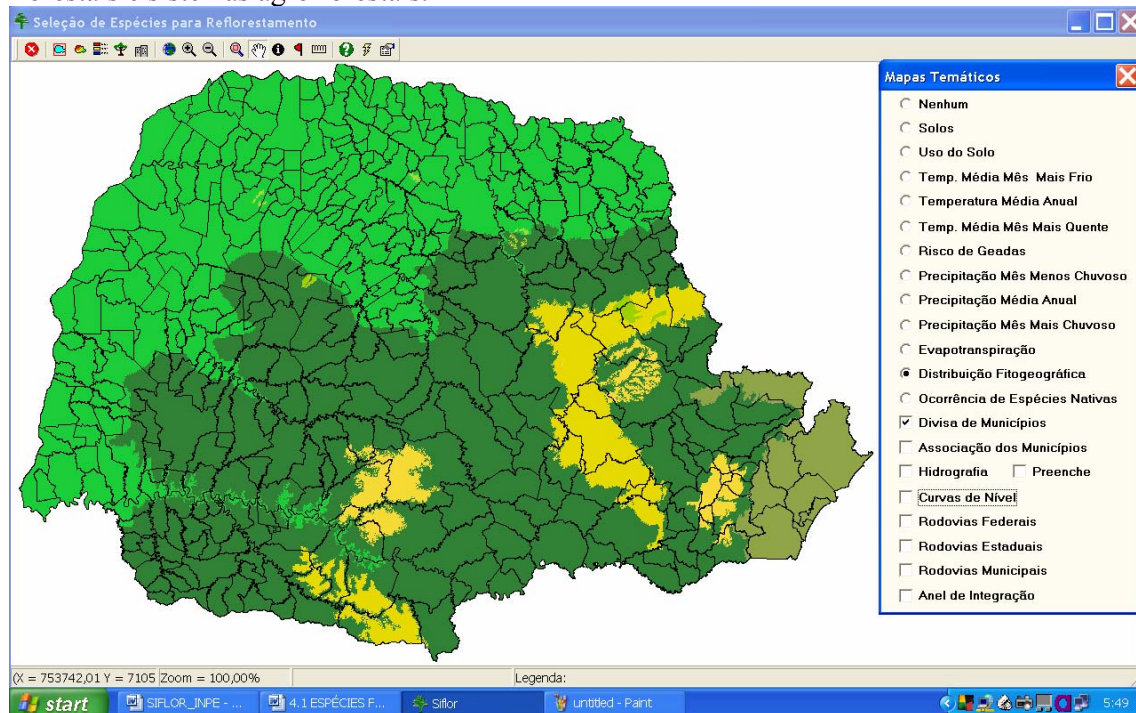 Seleção de Espécies para Reflorestamento
Mapas Temáticos
Nenhum
Solos
Uso do Solo
Temp. Média Mês Mais Frio
Temperatura Média Anual
Temp. Média Mês Mais Quente
Risco de Geadas
Precipitação Mês Menos Chuvoso
Precipitação Média Anual
Precipitação Mês Mais Chuvoso
Evapotranspiração
Distribuição Fitogeográfica
Ocorrência de Espécies Nativas
Divisa de Municípios
Associação dos Municípios
Hidrografia Preenche
Curvas de Nível
Rodovias Federais
Rodovias Estaduais
Rodovias Municipais
Anel de Integração
(X = 753742,01 Y = 7105 Zoom = 100,00% Legenda:
start SIFLOR_INPE - ... 4.1 ESPÉCIES F... Siflor untitled - Paint 5:49